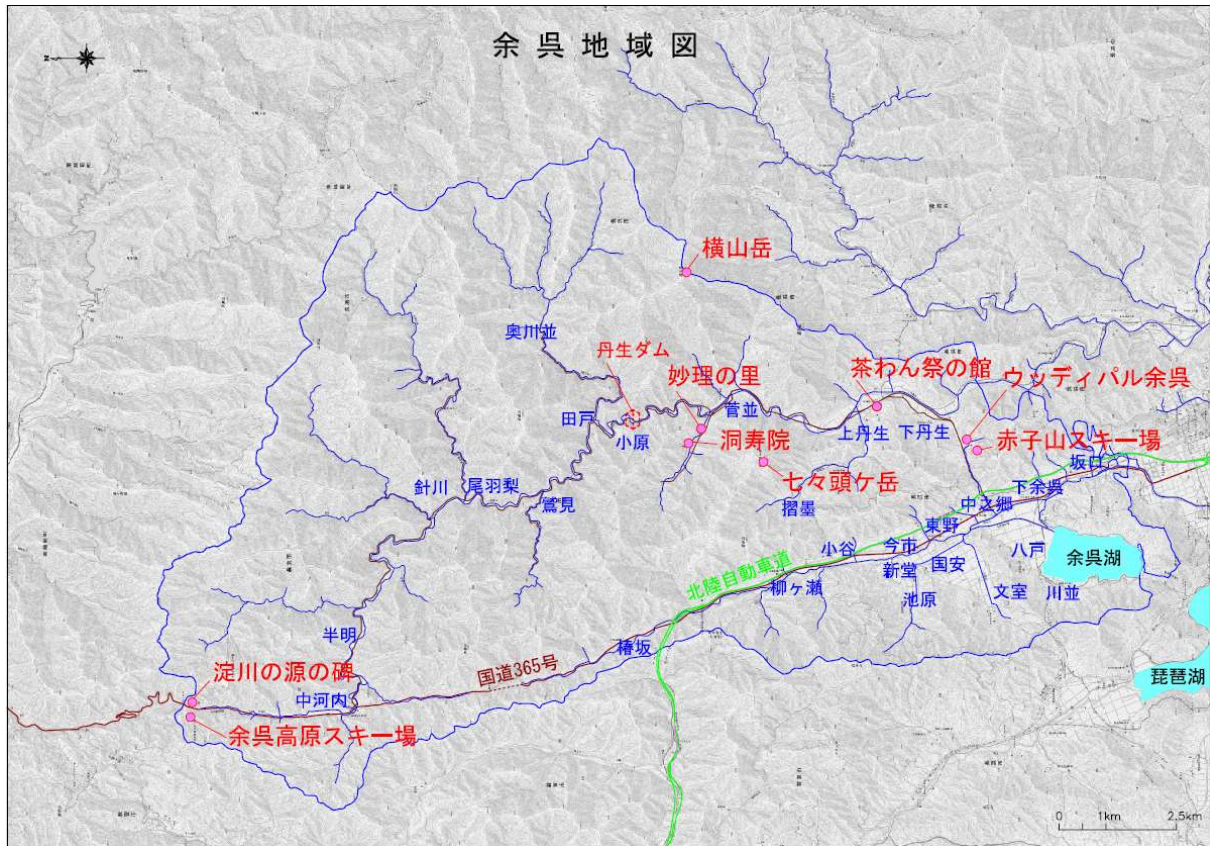 余呉地域図
N
横山岳
奥川並
丹生ダム
妙理の里
茶わん祭の館
ウッディパル余呉
田戸
小原
菅並
洞寿院
上丹生
下丹生
赤子山スキー場
坂口
七々頭ケ岳
針川
尾羽梨
鷲見
摺墨
下余呉
中之郷
東野
小谷
今市
八戸
余呉湖
国安
新堂
北陸自動車道
柳ヶ瀬
池原
文室
川並
半明
椿坂
淀川の源の碑
国道365号
中河内
琵琶湖
余呉高原スキー場
0 1km 2.5km